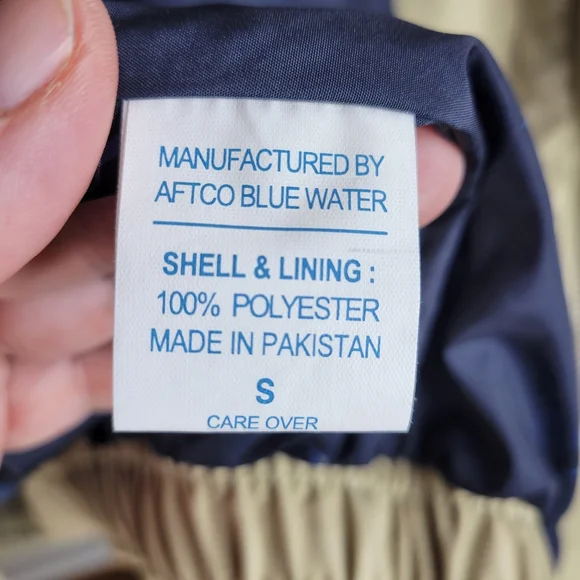 MANUFACTURED BY
AFTCO BLUE WATER
SHELL & LINING :
100% POLYESTER
MADE IN PAKISTAN
S
CARE OVER